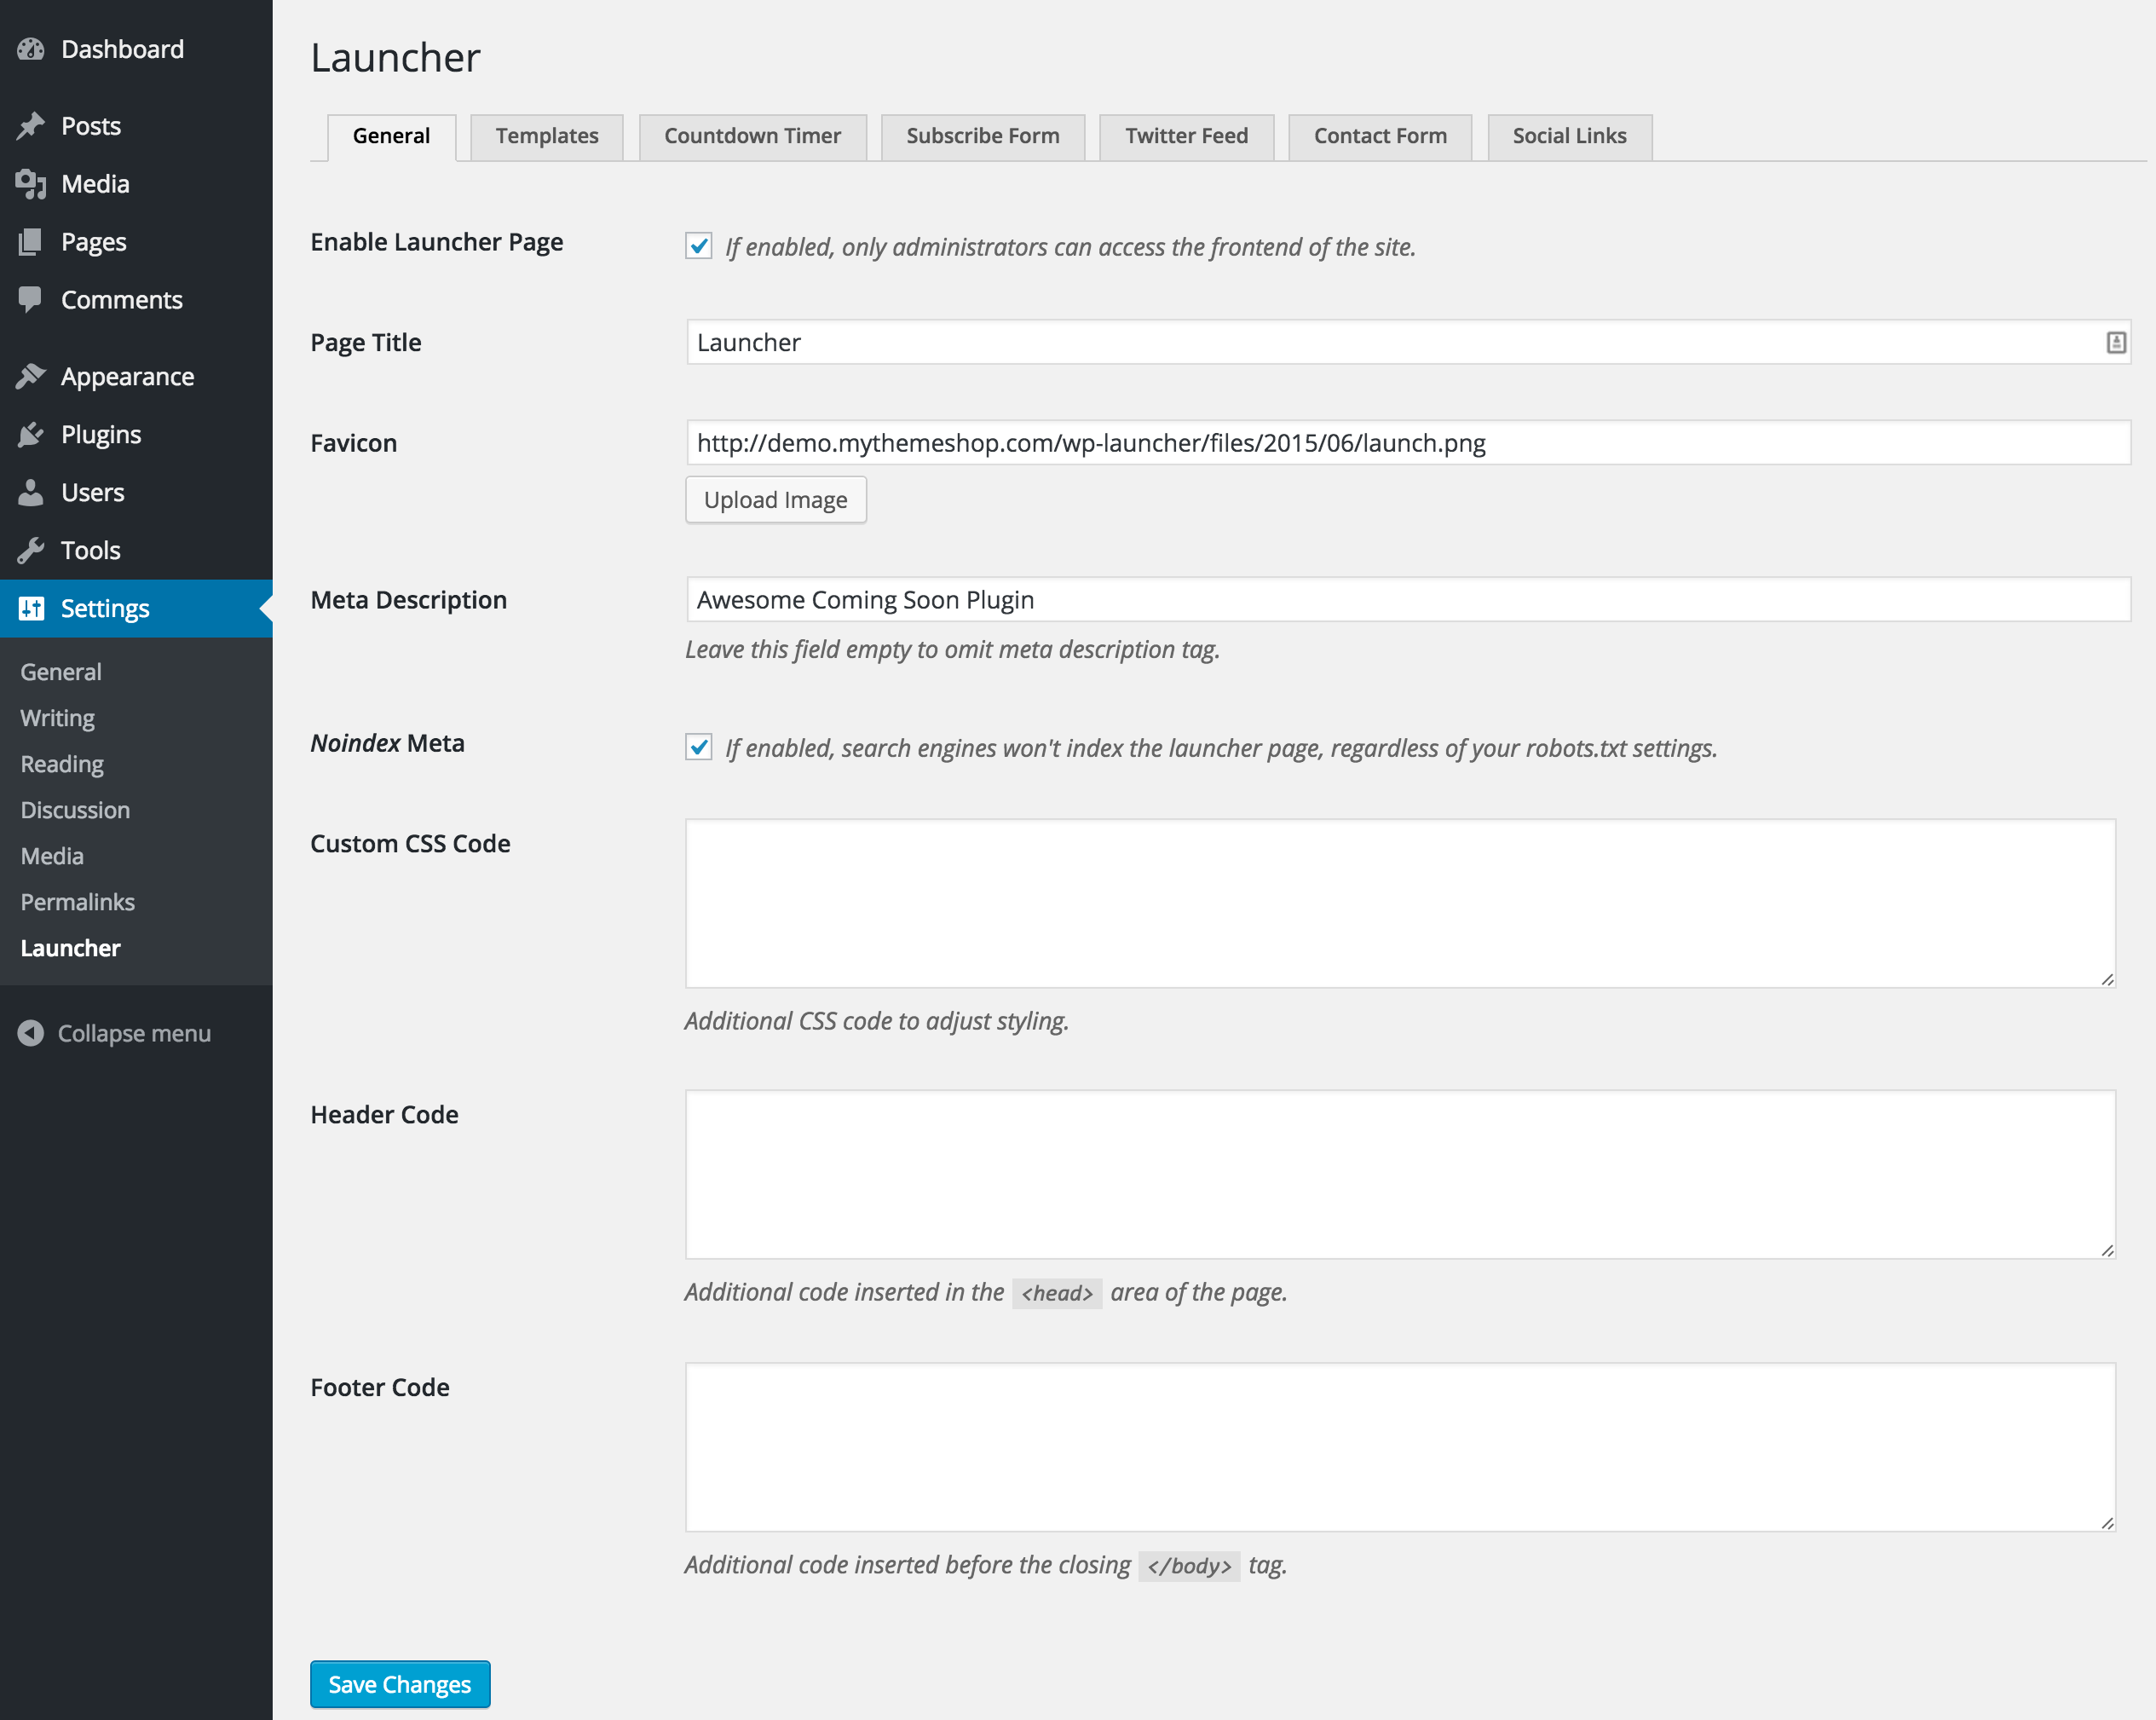 Dashboard
Posts
Media
Pages
Comments
Appearance
Plugins
Users
Tools
Settings
General
Writing
Reading
Discussion
Media
Permalinks
Launcher
Collapse menu
Launcher
General Templates Countdown Timer Subscribe Form Twitter Feed Contact Form Social Links
Enable Launcher Page If enabled, only administrators can access the frontend of the site.
Page Title Launcher
Favicon http://demo.mythemeshop.com/wp-launcher/files/2015/06/launch.png
Upload Image
Meta Description Awesome Coming Soon Plugin
Leave this field empty to omit meta description tag.
Noindex Meta If enabled, search engines won't index the launcher page, regardless of your robots.txt settings.
Custom CSS Code
Additional CSS code to adjust styling.
Header Code
Additional code inserted in the <head> area of the page.
Footer Code
Additional code inserted before the closing </body> tag.
Save Changes